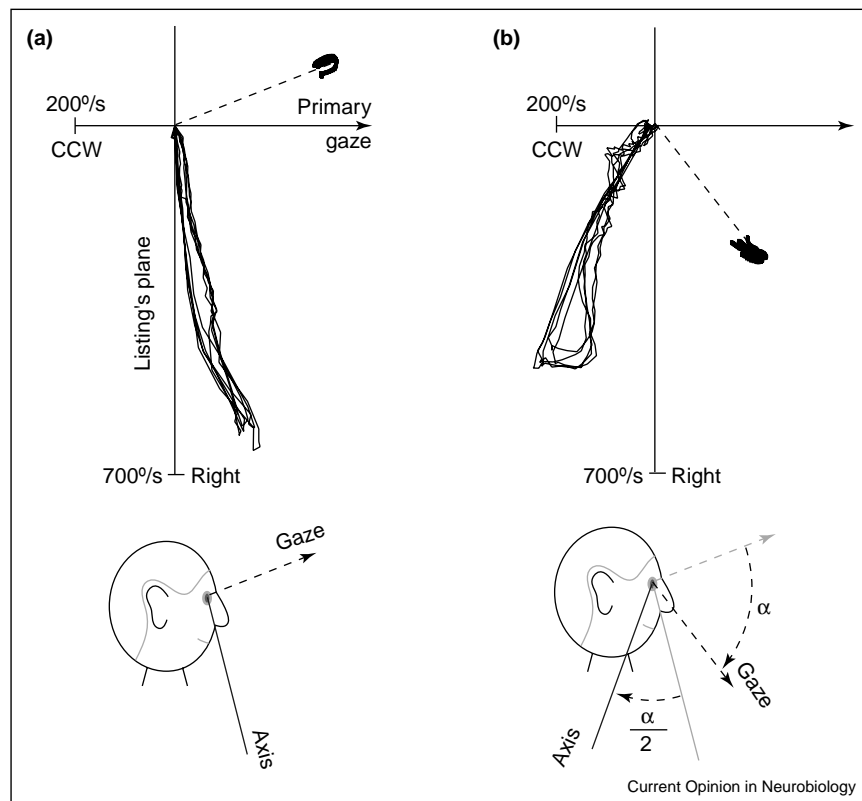 (a)
200º/s
CCW
Primary
gaze
Listing's plane
700º/s
Right
Gaze
Axis
(b)
200º/s
CCW
700º/s
Right
α
Gaze
α
2
Axis
Current Opinion in Neurobiology